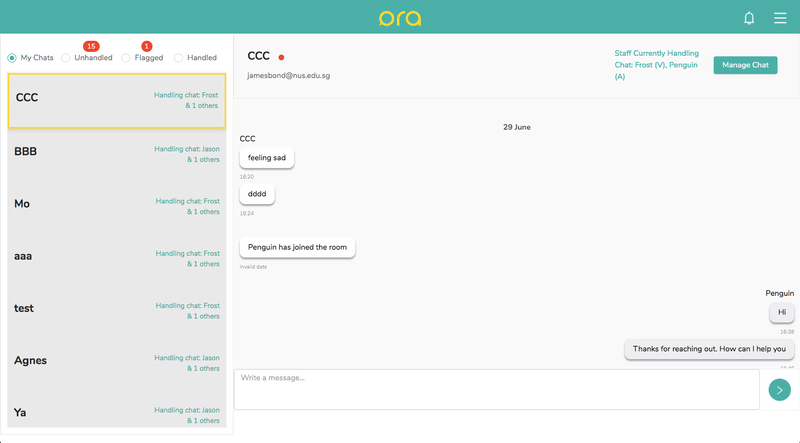 ora
15
1
My Chats
Unhandled
Flagged
Handled
CCC
Handling chat: Frost
& 1 others
BBB
Handling chat: Jason
& 1 others
Mo
Handling chat: Frost
& 1 others
aaa
Handling chat: Frost
& 1 others
test
Handling chat: Frost
& 1 others
Agnes
Handling chat: Jason
& 1 others
Ya
Handling chat: Jason
& 1 others
CCC
jamesbond@nus.edu.sg
Staff Currently Handling
Chat: Frost (V), Penguin
(A)
Manage Chat
29 June
CCC
feeling sad
16:20
dddd
16:24
Penguin has joined the room
Invalid date
Penguin
Hi
16:38
Thanks for reaching out. How can I help you
Write a message...